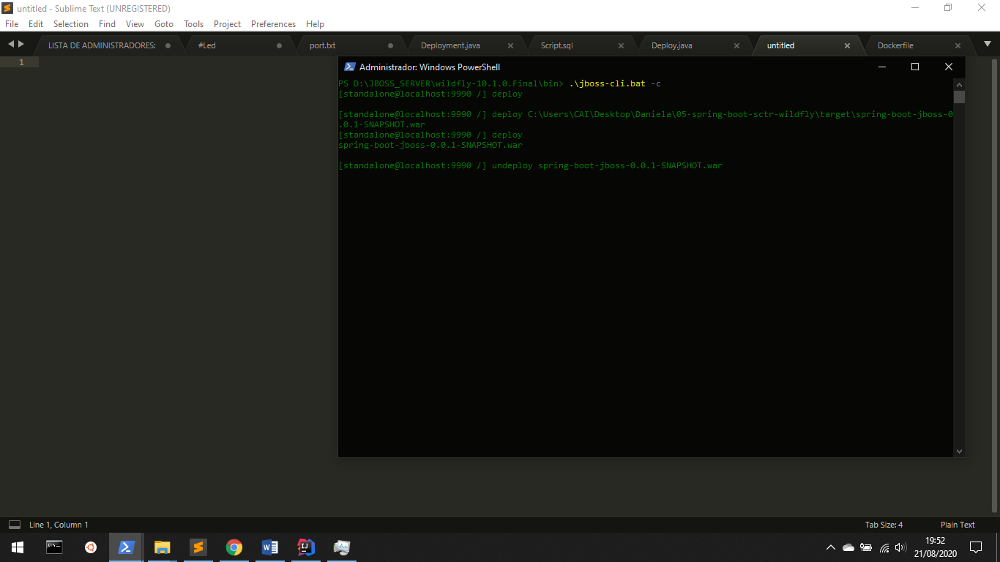 untitled - Sublime Text (UNREGISTERED)
File Edit Selection Find View Goto Tools Project Preferences Help
LISTA DE ADMINISTRADORES: #Led port.txt Deployment.java Script.sql Deploy.java untitled Dockerfile
1
Administrador: Windows PowerShell
PS D:\JBOSS_SERVER\wildfly-10.1.0.Final\bin> .\jboss-cli.bat -c
[standalone@localhost:9990 /] deploy
[standalone@localhost:9990 /] deploy C:\Users\CAI\Desktop\Daniela\05-spring-boot-sctr-wildfly\target\spring-boot-jboss-0
.0.1-SNAPSHOT.war
[standalone@localhost:9990 /] deploy
spring-boot-jboss-0.0.1-SNAPSHOT.war
[standalone@localhost:9990 /] undeploy spring-boot-jboss-0.0.1-SNAPSHOT.war
Line 1, Column 1
Tab Size: 4 Plain Text
19:52
21/08/2020